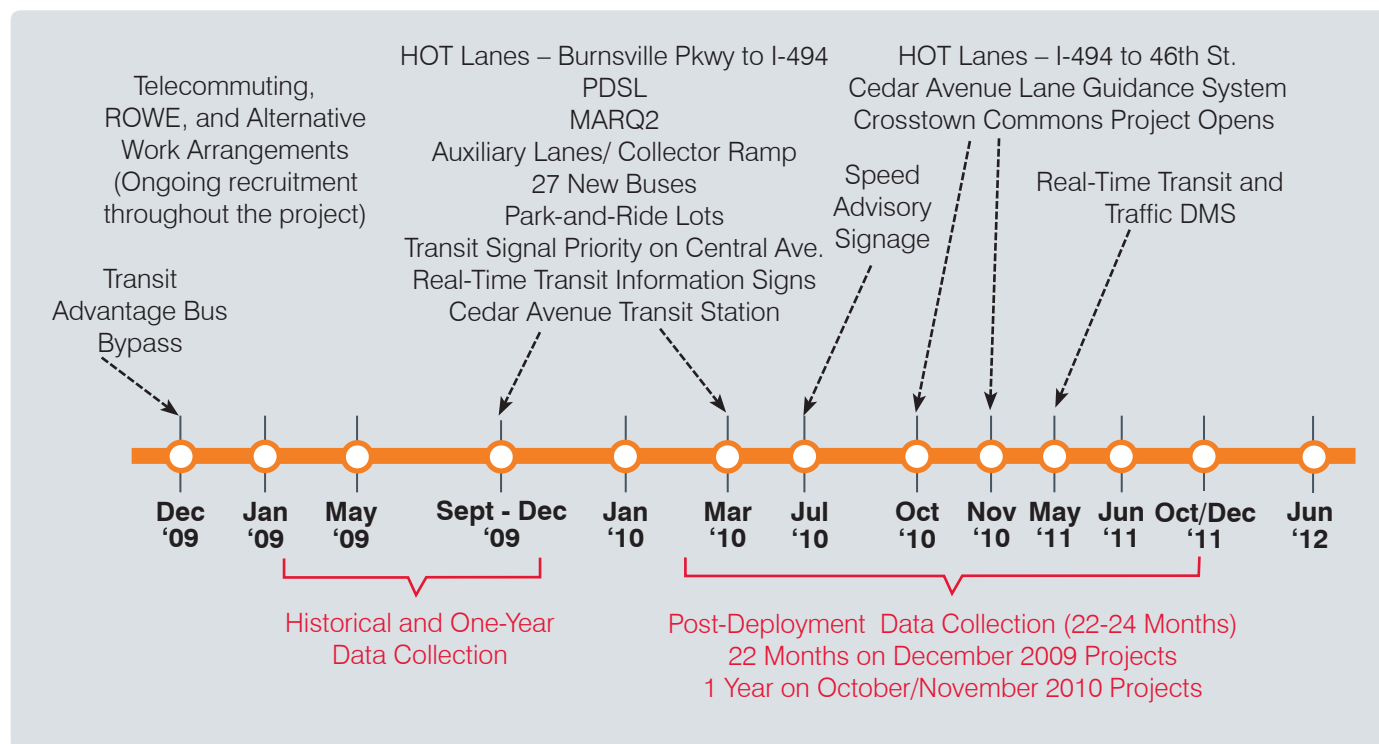 Telecommuting,
ROWE, and Alternative
Work Arrangements
(Ongoing recruitment
throughout the project)
Transit
Advantage Bus
Bypass
HOT Lanes – Burnsville Pkwy to I-494
PDSL
MARQ2
Auxiliary Lanes/ Collector Ramp
27 New Buses
Park-and-Ride Lots
Transit Signal Priority on Central Ave.
Real-Time Transit Information Signs
Cedar Avenue Transit Station
HOT Lanes – I-494 to 46th St.
Cedar Avenue Lane Guidance System
Crosstown Commons Project Opens
Speed
Advisory
Signage
Real-Time Transit and
Traffic DMS
Dec
‘09
Jan
‘09
May
‘09
Sept - Dec
‘09
Jan
‘10
Mar
‘10
Jul
‘10
Oct
‘10
Nov
‘10
May
‘11
Jun
‘11
Oct/Dec
‘11
Jun
‘12
Historical and One-Year
Data Collection
Post-Deployment Data Collection (22-24 Months)
22 Months on December 2009 Projects
1 Year on October/November 2010 Projects